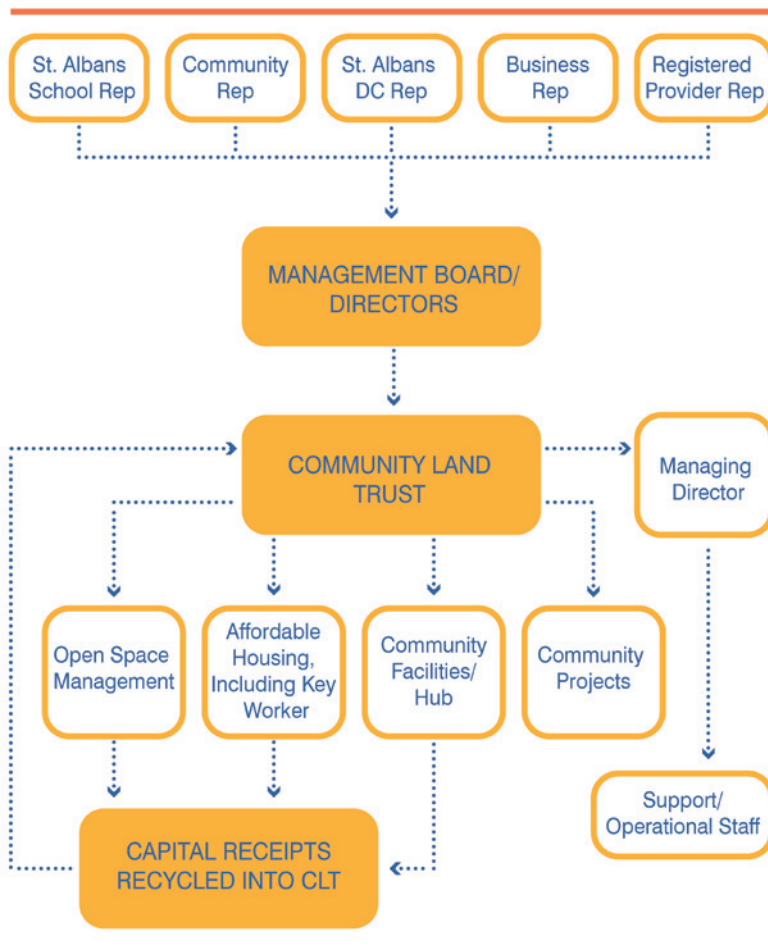 St. Albans
School Rep
Community
Rep
St. Albans
DC Rep
Business
Rep
Registered
Provider Rep
MANAGEMENT BOARD/
DIRECTORS
COMMUNITY LAND
TRUST
Managing
Director
Open Space
Management
Affordable
Housing,
Including Key
Worker
Community
Facilities/
Hub
Community
Projects
Support/
Operational Staff
CAPITAL RECEIPTS
RECYCLED INTO CLT